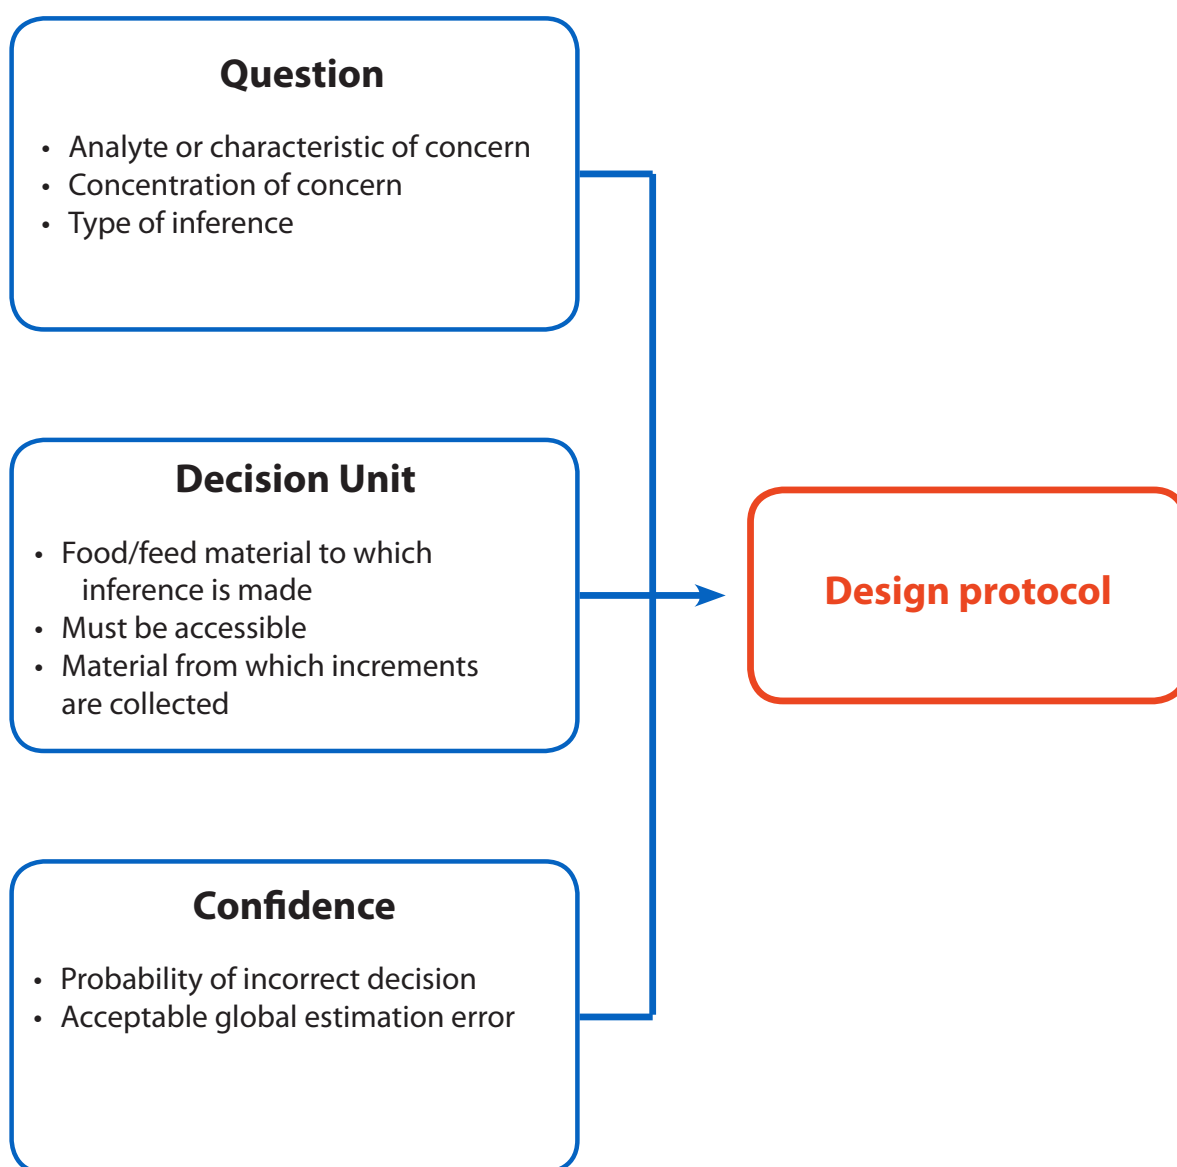 Question
• Analyte or characteristic of concern
• Concentration of concern
• Type of inference
Decision Unit
• Food/feed material to which
inference is made
• Must be accessible
• Material from which increments
are collected
Design protocol
Confidence
• Probability of incorrect decision
• Acceptable global estimation error